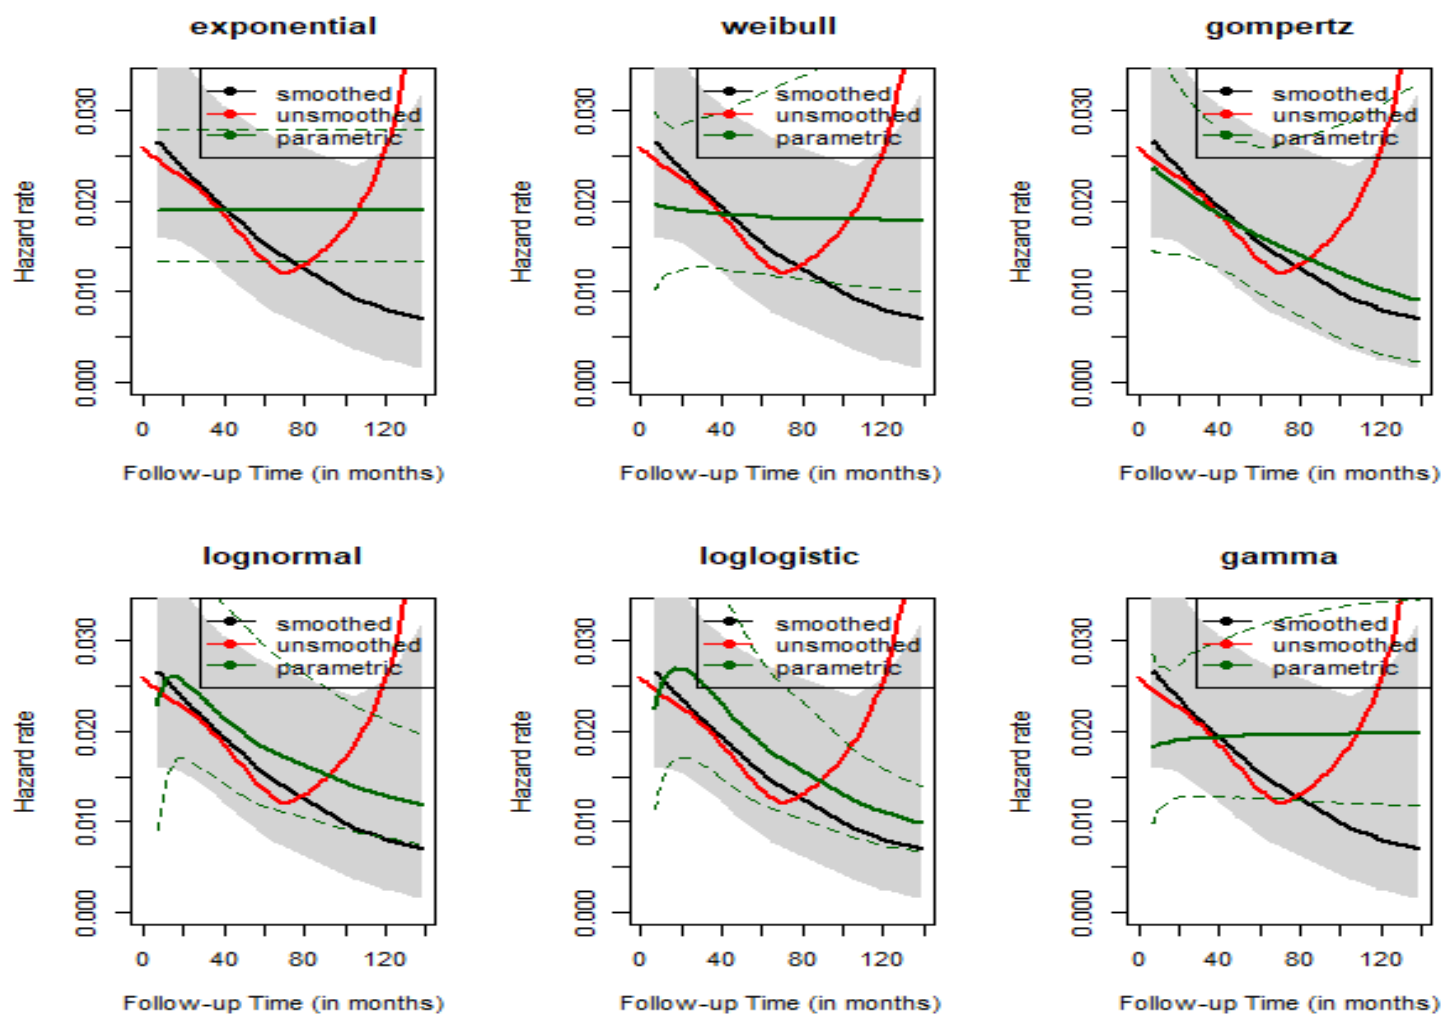 exponential
smoothed
unsmoothed
parametric
0.000 0.010 0.020 0.030
Hazard rate
0 40 80 120
Follow-up Time (in months)
weibull
smoothed
unsmoothed
parametric
0.000 0.010 0.020 0.030
Hazard rate
0 40 80 120
Follow-up Time (in months)
gompertz
smoothed
unsmoothed
parametric
0.000 0.010 0.020 0.030
Hazard rate
0 40 80 120
Follow-up Time (in months)
lognormal
smoothed
unsmoothed
parametric
0.000 0.010 0.020 0.030
Hazard rate
0 40 80 120
Follow-up Time (in months)
loglogistic
smoothed
unsmoothed
parametric
0.000 0.010 0.020 0.030
Hazard rate
0 40 80 120
Follow-up Time (in months)
gamma
smoothed
unsmoothed
parametric
0.000 0.010 0.020 0.030
Hazard rate
0 40 80 120
Follow-up Time (in months)